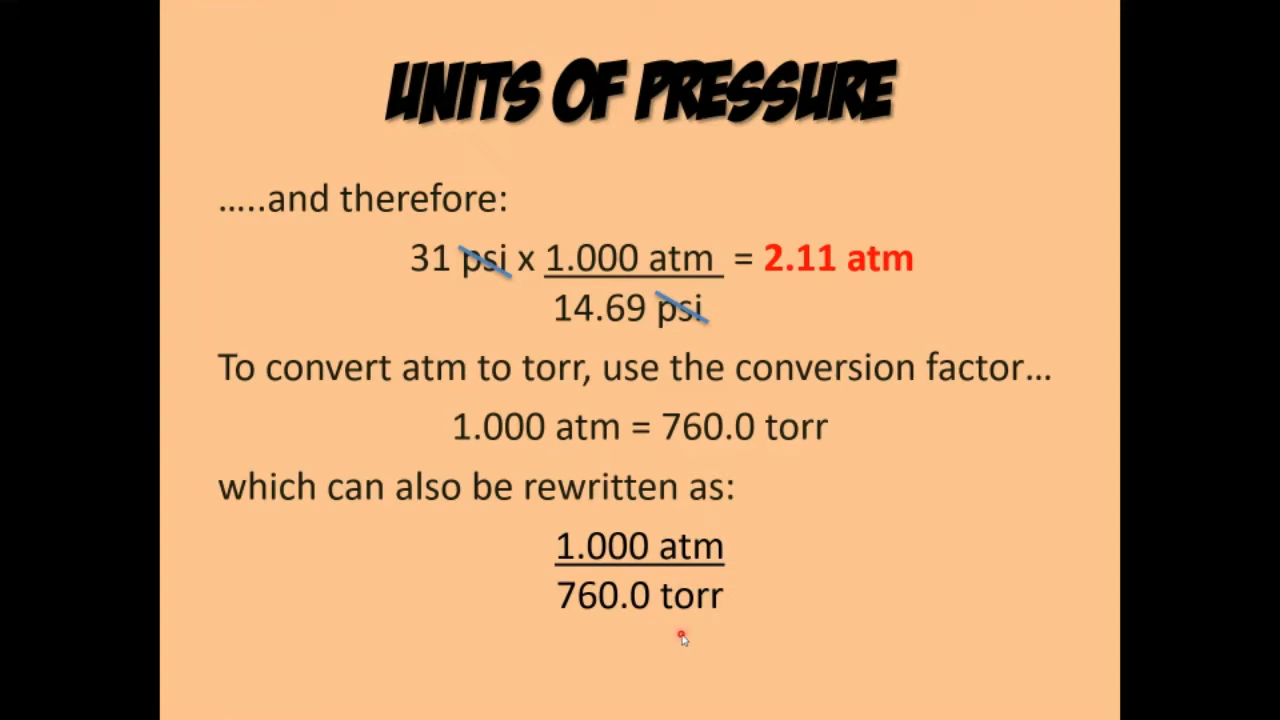 UNITS OF PRESSURE
…..and therefore:
31 psi x 1.000 atm = 2.11 atm
14.69 psi
To convert atm to torr, use the conversion factor…
1.000 atm = 760.0 torr
which can also be rewritten as:
1.000 atm
760.0 torr